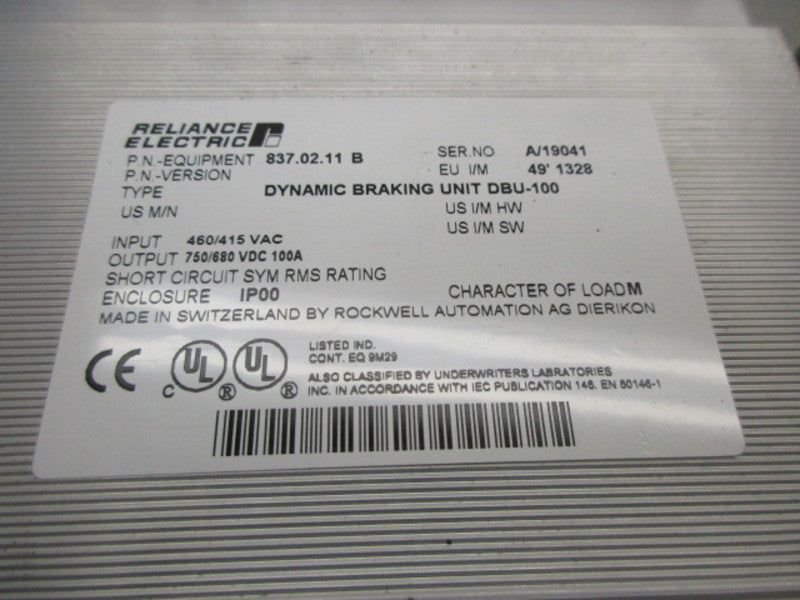 RELIANCE
ELECTRIC
P.N.-EQUIPMENT 837.02.11 B SER.NO. A/19041
P.N.-VERSION EU I/M 49' 1328
TYPE DYNAMIC BRAKING UNIT DBU-100
US M/N US I/M HW
US I/M SW
INPUT 460/415 VAC
OUTPUT 750/680 VDC 100A
SHORT CIRCUIT SYM RMS RATING
ENCLOSURE IP00 CHARACTER OF LOAD M
MADE IN SWITZERLAND BY ROCKWELL AUTOMATION AG DIERIKON
CE C UL ® UL ®
LISTED IND.
CONT. EQ 9M29
ALSO CLASSIFIED BY UNDERWRITERS LABRATORIES
INC. IN ACCORDANCE WITH IEC PUBLICATION 146. EN 60146-1